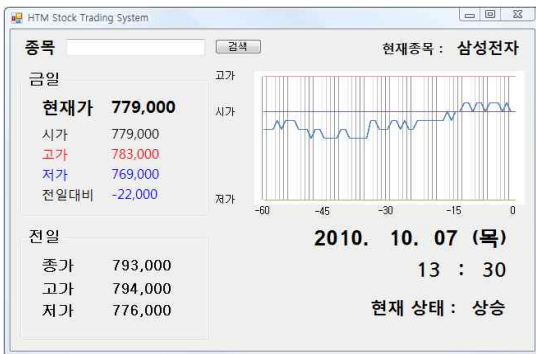 HTM Stock Trading System
종목 검색 현재종목 : 삼성전자
금일
현재가 779,000
시가 779,000
고가 783,000
저가 769,000
전일대비 -22,000
전일
종가 793,000
고가 794,000
저가 776,000
고가
시가
저가
-60 -45 -30 -15 0
2010. 10. 07 (목)
13 : 30
현재 상태 : 상승